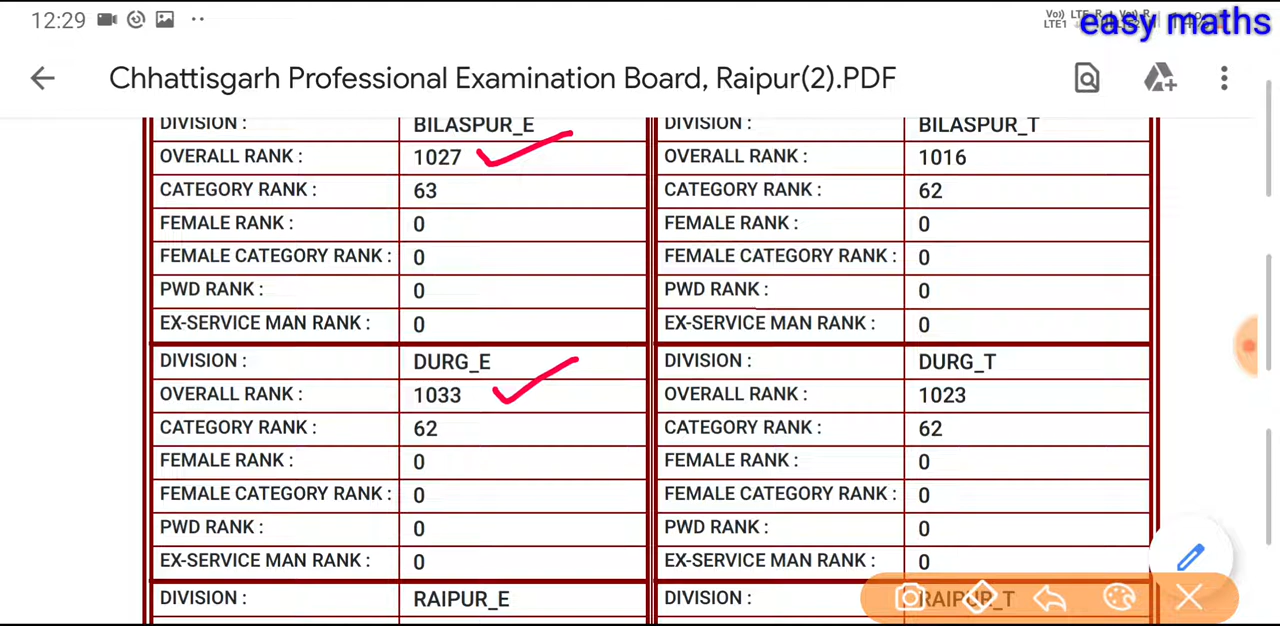 12:29
easy maths
Chhattisgarh Professional Examination Board, Raipur(2).PDF
DIVISION : BILASPUR_E DIVISION : BILASPUR_T
OVERALL RANK : 1027 OVERALL RANK : 1016
CATEGORY RANK : 63 CATEGORY RANK : 62
FEMALE RANK : 0 FEMALE RANK : 0
FEMALE CATEGORY RANK : 0 FEMALE CATEGORY RANK : 0
PWD RANK : 0 PWD RANK : 0
EX-SERVICE MAN RANK : 0 EX-SERVICE MAN RANK : 0
DIVISION : DURG_E DIVISION : DURG_T
OVERALL RANK : 1033 OVERALL RANK : 1023
CATEGORY RANK : 62 CATEGORY RANK : 62
FEMALE RANK : 0 FEMALE RANK : 0
FEMALE CATEGORY RANK : 0 FEMALE CATEGORY RANK : 0
PWD RANK : 0 PWD RANK : 0
EX-SERVICE MAN RANK : 0 EX-SERVICE MAN RANK : 0
DIVISION : RAIPUR_E DIVISION : RAIPUR_T